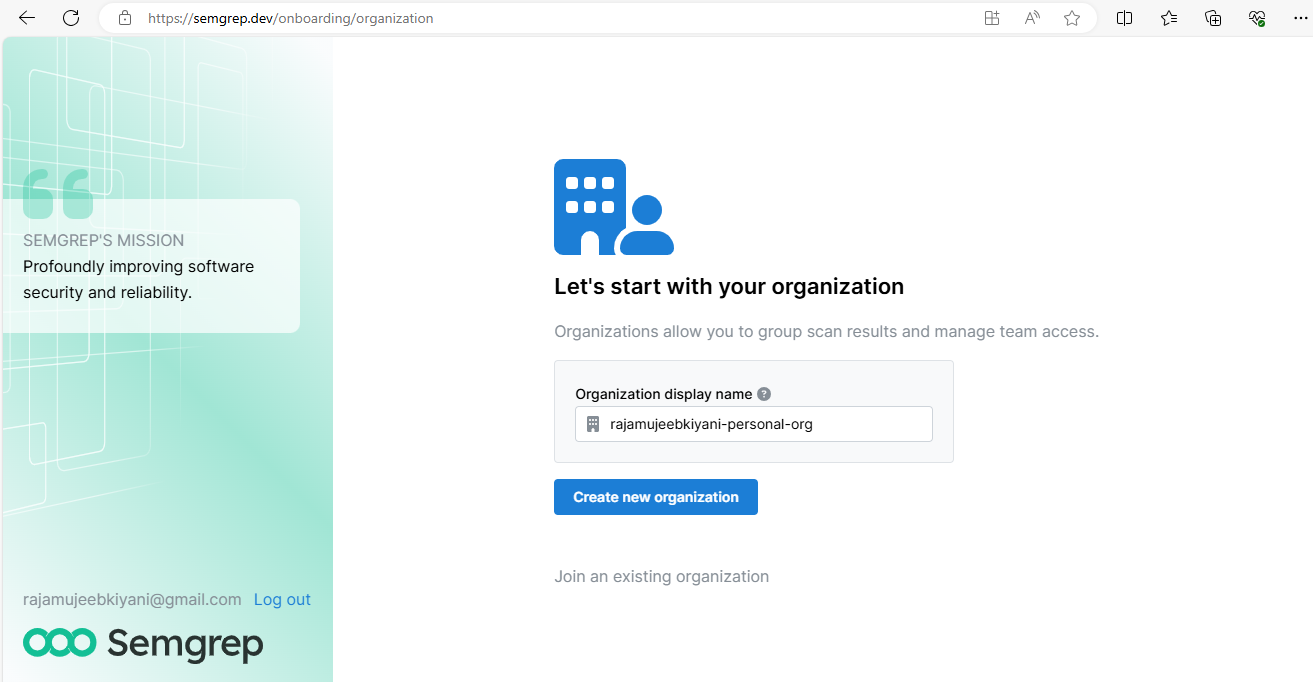 https://semgrep.dev/onboarding/organization
SEMGREP'S MISSION
Profoundly improving software
security and reliability.
rajamujeebkiyani@gmail.com Log out
Semgrep
Let's start with your organization
Organizations allow you to group scan results and manage team access.
Organization display name ?
rajamujeebkiyani-personal-org
Create new organization
Join an existing organization